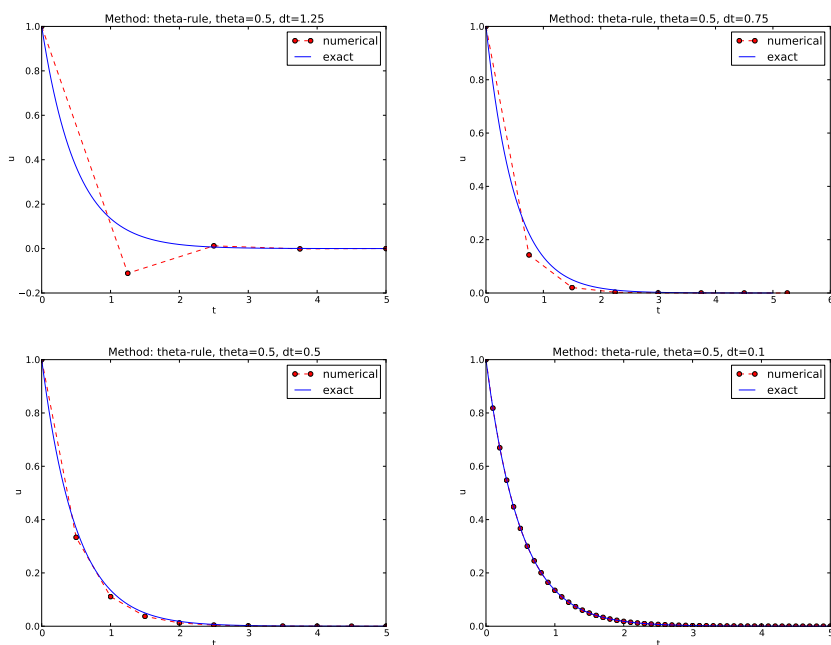 Method: theta-rule, theta=0.5, dt=1.25
1.0
0.8
0.6
0.4
0.2
0.0
−0.2
u
0 1 2 3 4 5
t
numerical
exact
Method: theta-rule, theta=0.5, dt=0.75
1.0
0.8
0.6
0.4
0.2
0.0
u
0 1 2 3 4 5 6
t
numerical
exact
Method: theta-rule, theta=0.5, dt=0.5
1.0
0.8
0.6
0.4
0.2
0.0
u
0 1 2 3 4 5
t
numerical
exact
Method: theta-rule, theta=0.5, dt=0.1
1.0
0.8
0.6
0.4
0.2
0.0
u
0 1 2 3 4 5
t
numerical
exact